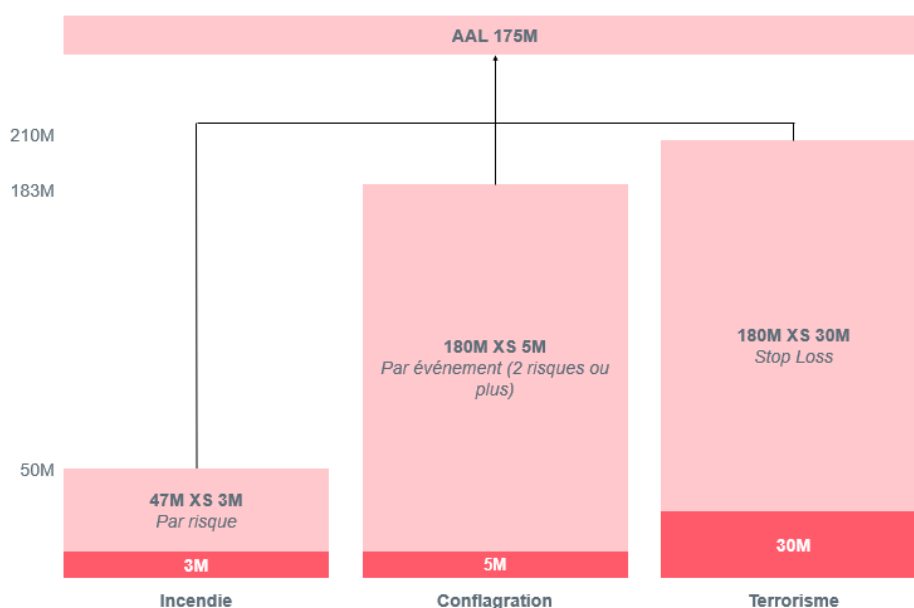 AAL 175M
210M
183M
180M XS 5M
Par événement (2 risques ou
plus)
180M XS 30M
Stop Loss
50M
47M XS 3M
Par risque
3M
5M
30M
Incendie
Conflagration
Terrorisme